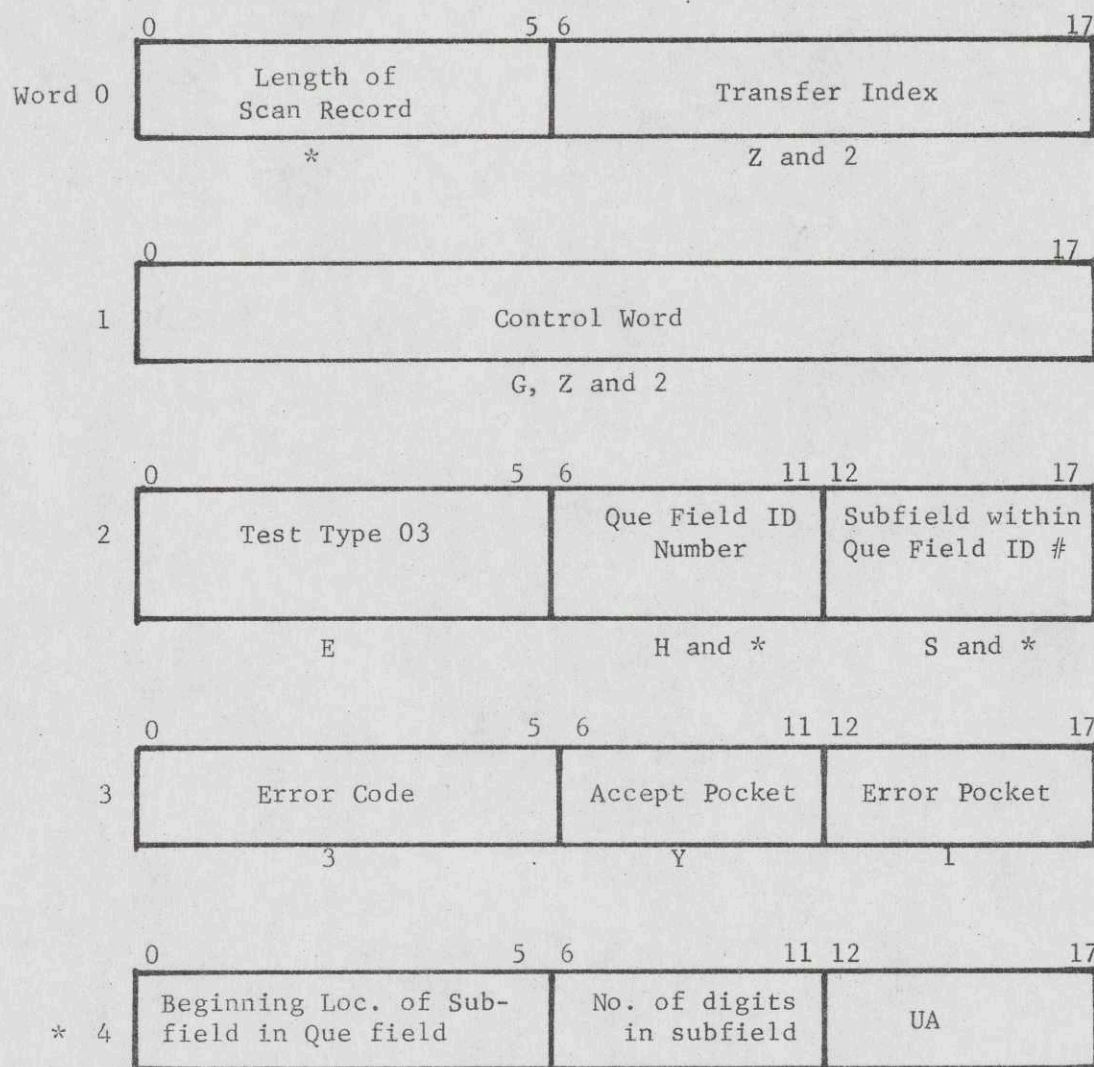 0 5 6 17
Word 0
Length of
Scan Record
Transfer Index
* Z and 2
0 17
1 Control Word
G, Z and 2
0 5 6 11 12 17
2 Test Type 03
Que Field ID
Number
Subfield within
Que Field ID #
E H and * S and *
0 5 6 11 12 17
3 Error Code Accept Pocket Error Pocket
3 Y 1
0 5 6 11 12 17
* 4
Beginning Loc. of Sub-
field in Que field
No. of digits
in subfield
UA